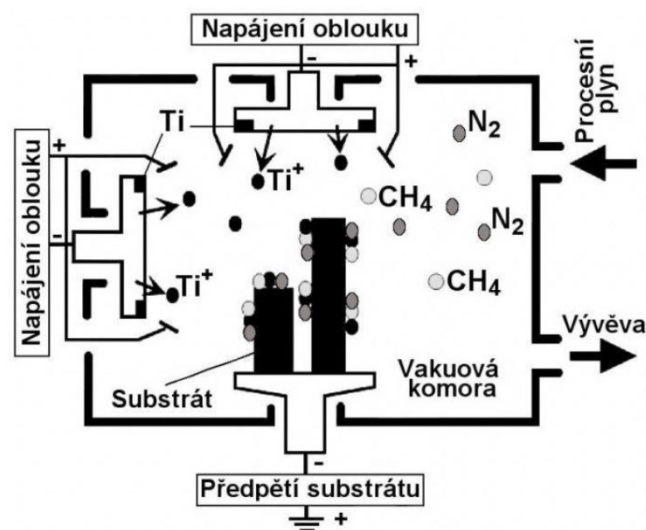 Napájení oblouku
-
+
+
Ti
N₂
Procesní
plyn
+
-
Napájení oblouku
Ti⁺
CH₄
N₂
Ti⁺
CH₄
Vývěva
Substrát
Vakuová
komora
-
Předpětí substrátu
+